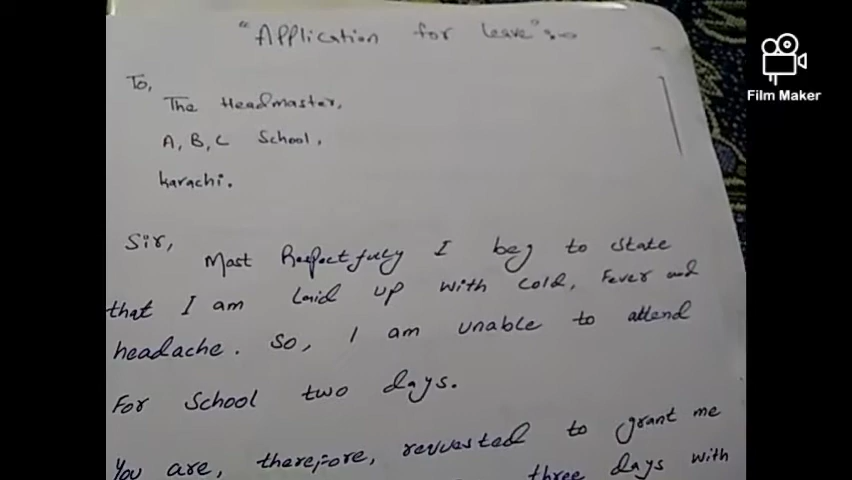 "Application for Leave":-
To,
The Headmaster,
A, B, C School.
Karachi.
Sir,
Most Respectfuly I beg to state
that I am Laid up with cold, Fever and
headache. So, I am unable to attend
For School two days.
You are, therefore, requested to grant me
three days with
Film Maker